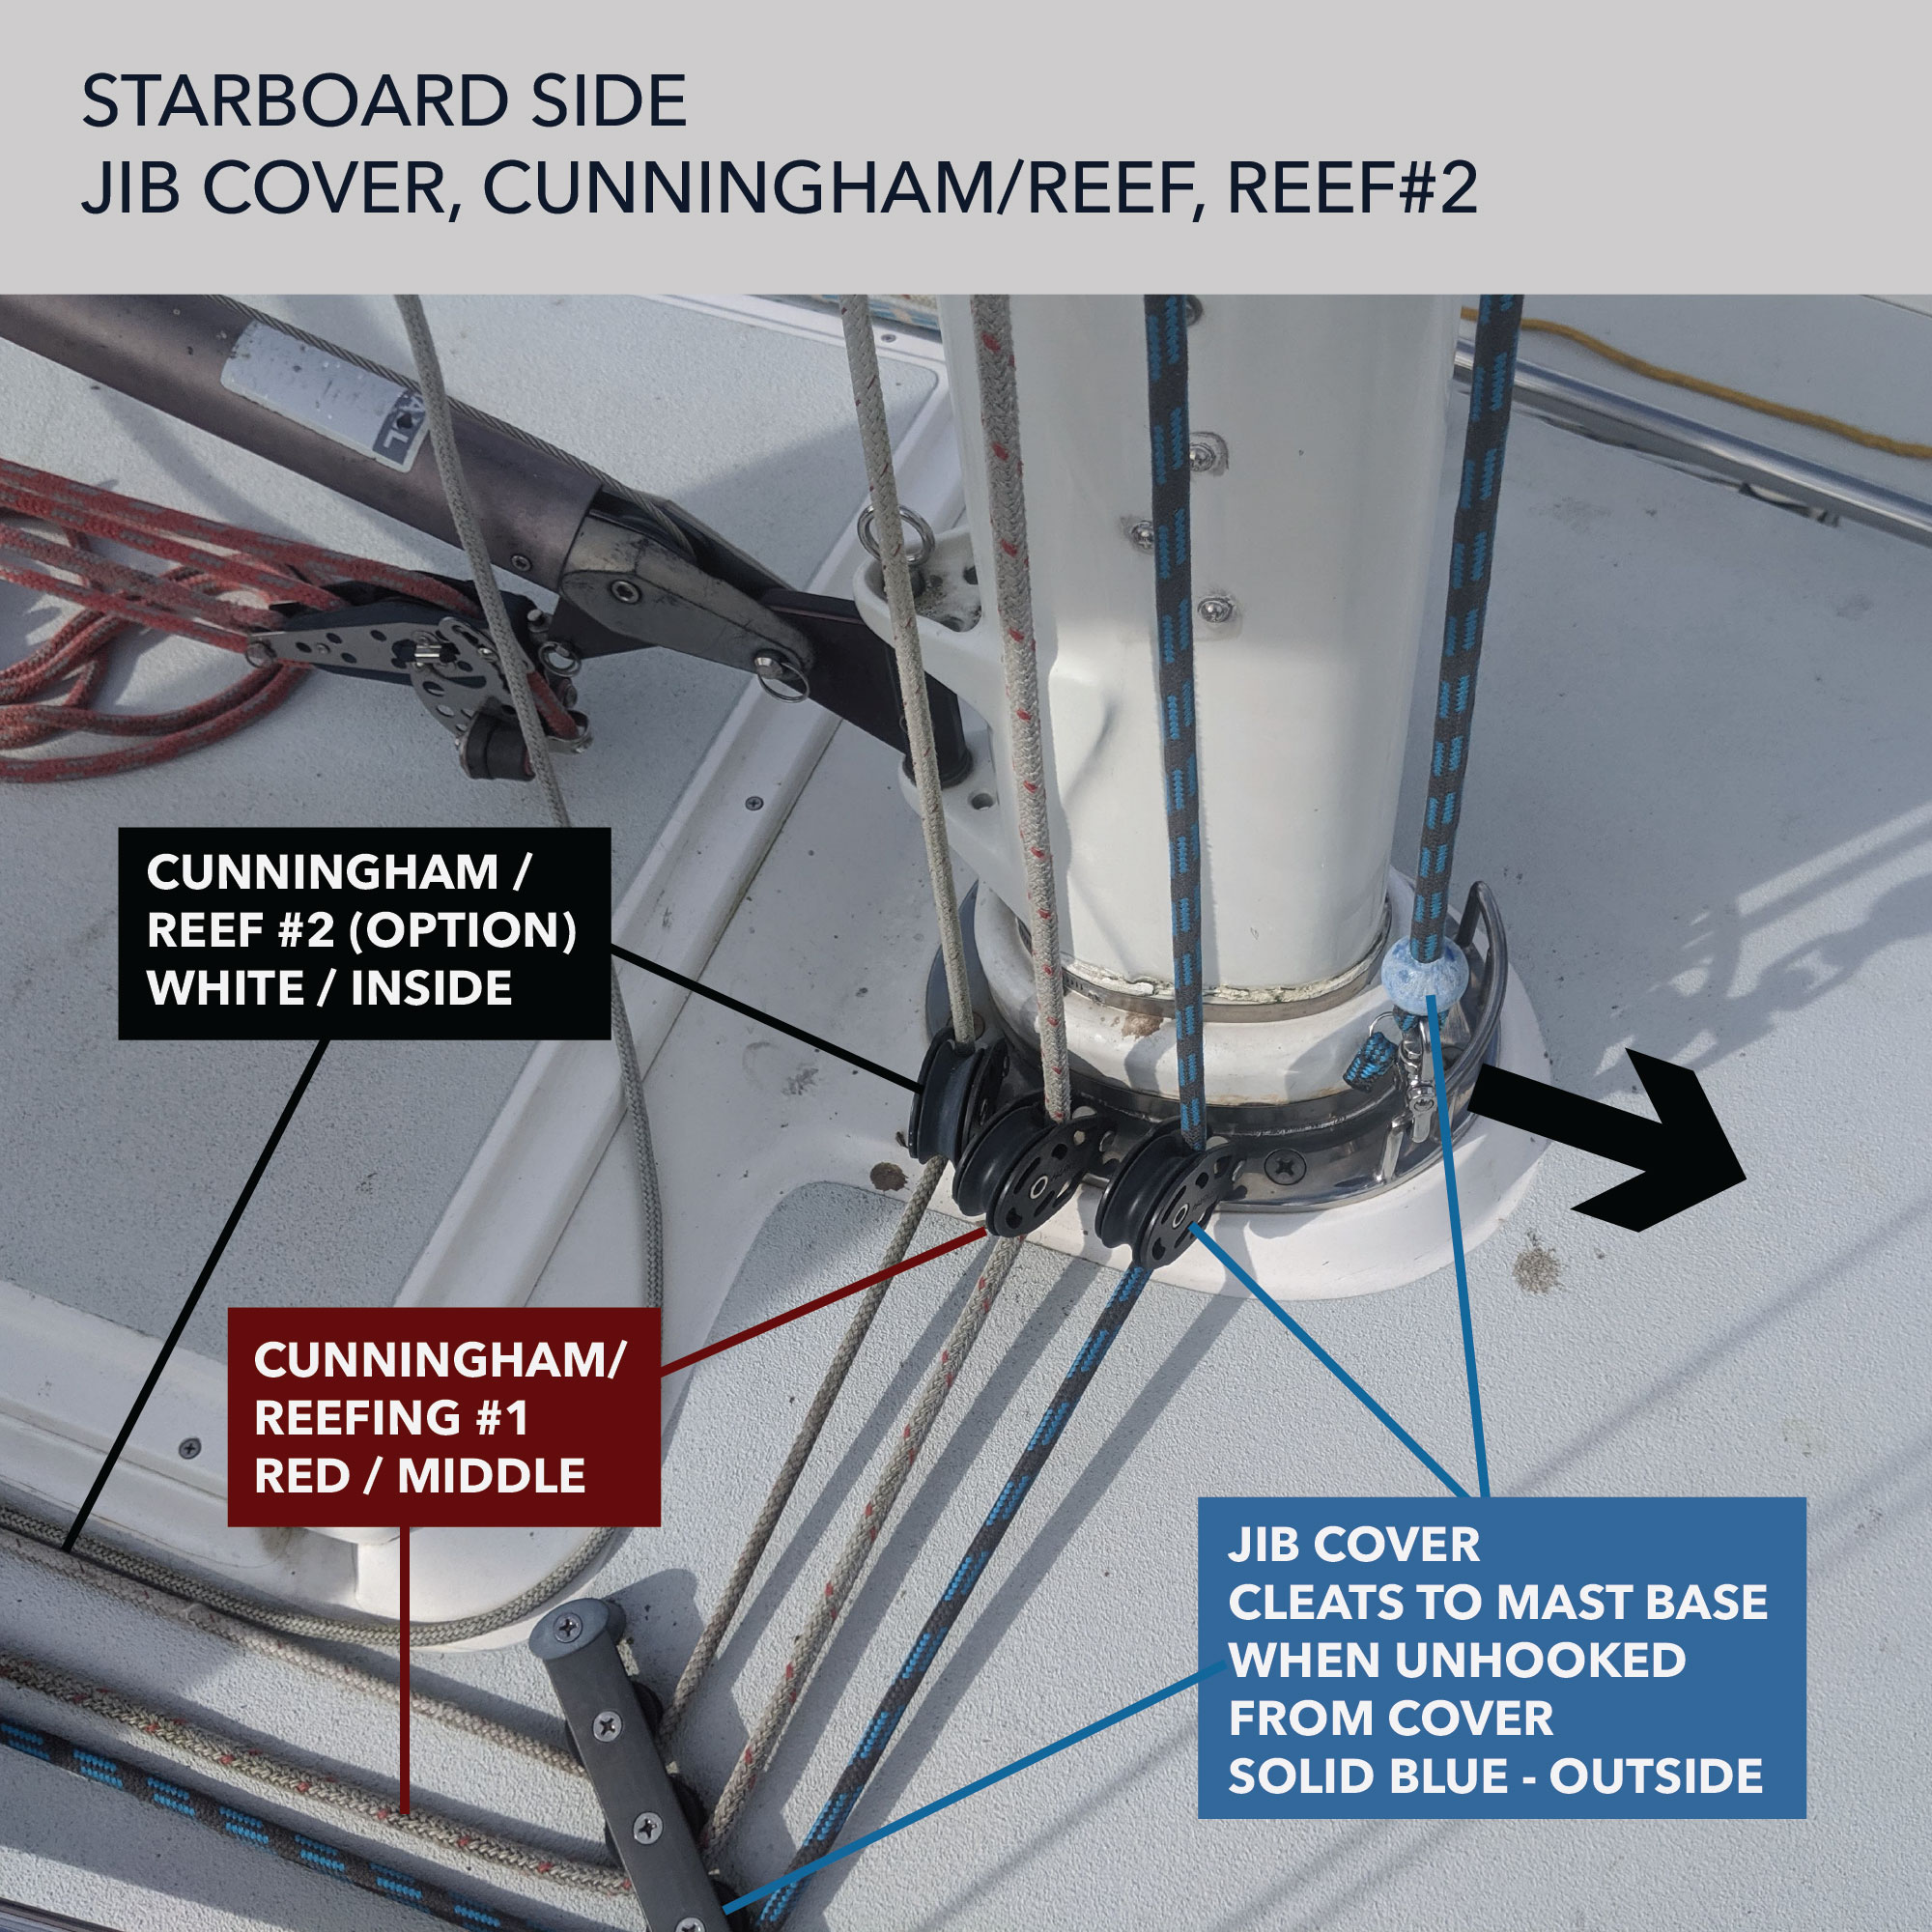 STARBOARD SIDE
JIB COVER, CUNNINGHAM/REEF, REEF#2
CUNNINGHAM /
REEF #2 (OPTION)
WHITE / INSIDE
CUNNINGHAM/
REEFING #1
RED / MIDDLE
JIB COVER
CLEATS TO MAST BASE
WHEN UNHOOKED
FROM COVER
SOLID BLUE - OUTSIDE